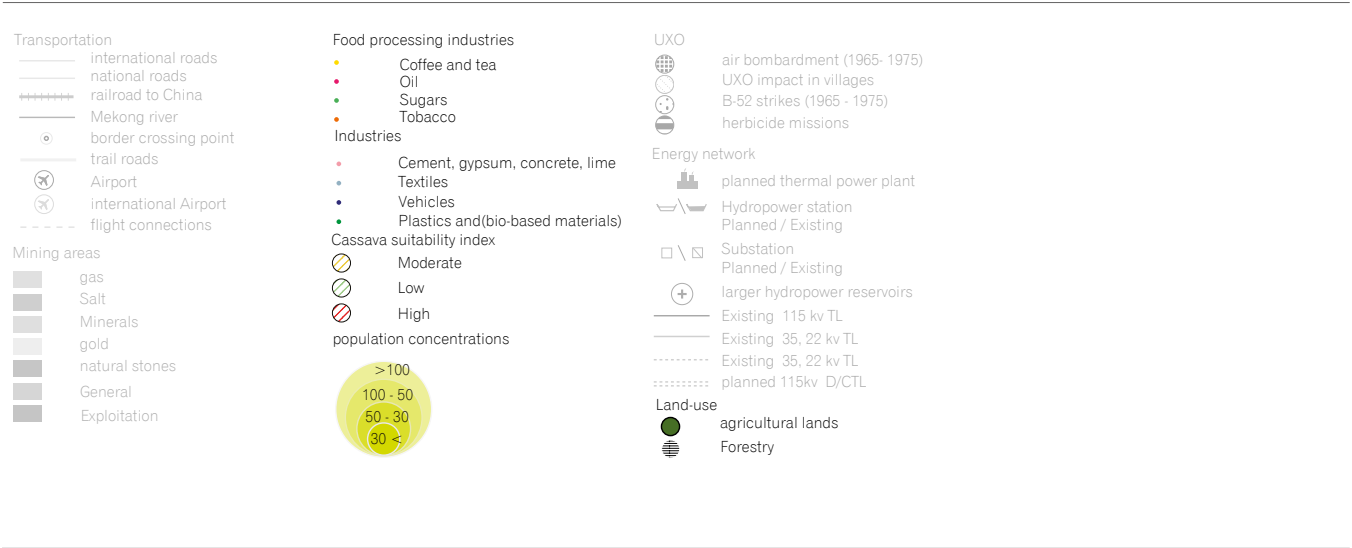 Transportation
international roads
national roads
railroad to China
Mekong river
border crossing point
trail roads
Airport
international Airport
flight connections
Mining areas
gas
Salt
Minerals
gold
natural stones
General
Exploitation
Food processing industries
Coffee and tea
Oil
Sugars
Tobacco
Industries
Cement, gypsum, concrete, lime
Textiles
Vehicles
Plastics and(bio-based materials)
Cassava suitability index
Moderate
Low
High
population concentrations
>100
100 - 50
50 - 30
30 <
UXO
air bombardment (1965- 1975)
UXO impact in villages
B-52 strikes (1965 - 1975)
herbicide missions
Energy network
planned thermal power plant
Hydropower station
Planned / Existing
Substation
Planned / Existing
larger hydropower reservoirs
Existing 115 kv TL
Existing 35, 22 kv TL
Existing 35, 22 kv TL
planned 115kv D/CTL
Land-use
agricultural lands
Forestry